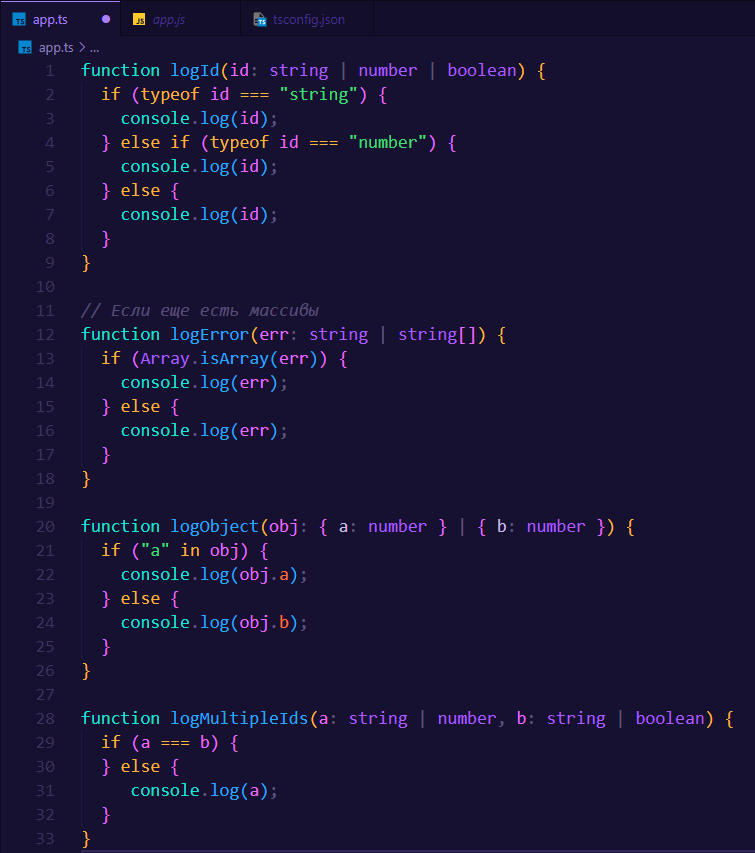 TS app.ts ● JS app.js TS tsconfig.json
TS app.ts > ...
1 function logId(id: string | number | boolean) {
2   if (typeof id === "string") {
3     console.log(id);
4   } else if (typeof id === "number") {
5     console.log(id);
6   } else {
7     console.log(id);
8   }
9 }
10
11 // Если еще есть массивы
12 function logError(err: string | string[]) {
13   if (Array.isArray(err)) {
14     console.log(err);
15   } else {
16     console.log(err);
17   }
18 }
19
20 function logObject(obj: { a: number } | { b: number }) {
21   if ("a" in obj) {
22     console.log(obj.a);
23   } else {
24     console.log(obj.b);
25   }
26 }
27
28 function logMultipleIds(a: string | number, b: string | boolean) {
29   if (a === b) {
30   } else {
31      console.log(a);
32   }
33 }